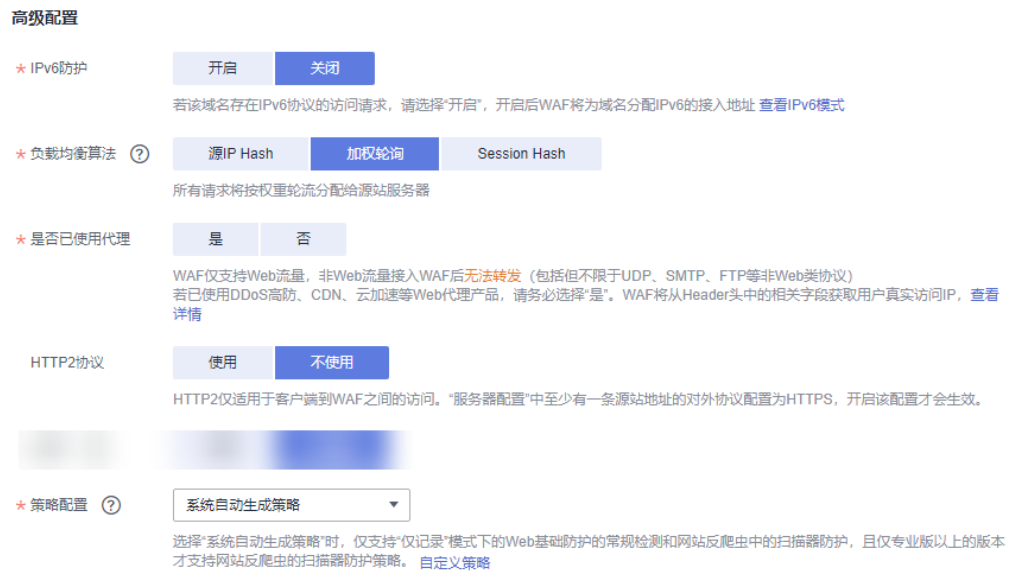 高级配置
* IPv6防护 开启 关闭
若该域名存在IPv6协议的访问请求，请选择“开启”，开启后WAF将为域名分配IPv6的接入地址 查看IPv6模式
* 负载均衡算法 ? 源IP Hash 加权轮询 Session Hash
所有请求将按权重轮流分配给源站服务器
* 是否已使用代理 是 否
WAF仅支持Web流量，非Web流量接入WAF后无法转发（包括但不限于UDP、SMTP、FTP等非Web类协议）
若已使用DDoS高防、CDN、云加速等Web代理产品，请务必选择“是”。WAF将从Header头中的相关字段获取用户真实访问IP，查看
详情
HTTP2协议 使用 不使用
HTTP2仅适用于客户端到WAF之间的访问。“服务器配置”中至少有一条源站地址的对外协议配置为HTTPS，开启该配置才会生效。
* 策略配置 ? 系统自动生成策略
选择“系统自动生成策略”时，仅支持“仅记录”模式下的Web基础防护的常规检测和网站反爬虫中的扫描器防护，且仅专业版以上的版本
才支持网站反爬虫的扫描器防护策略。 自定义策略